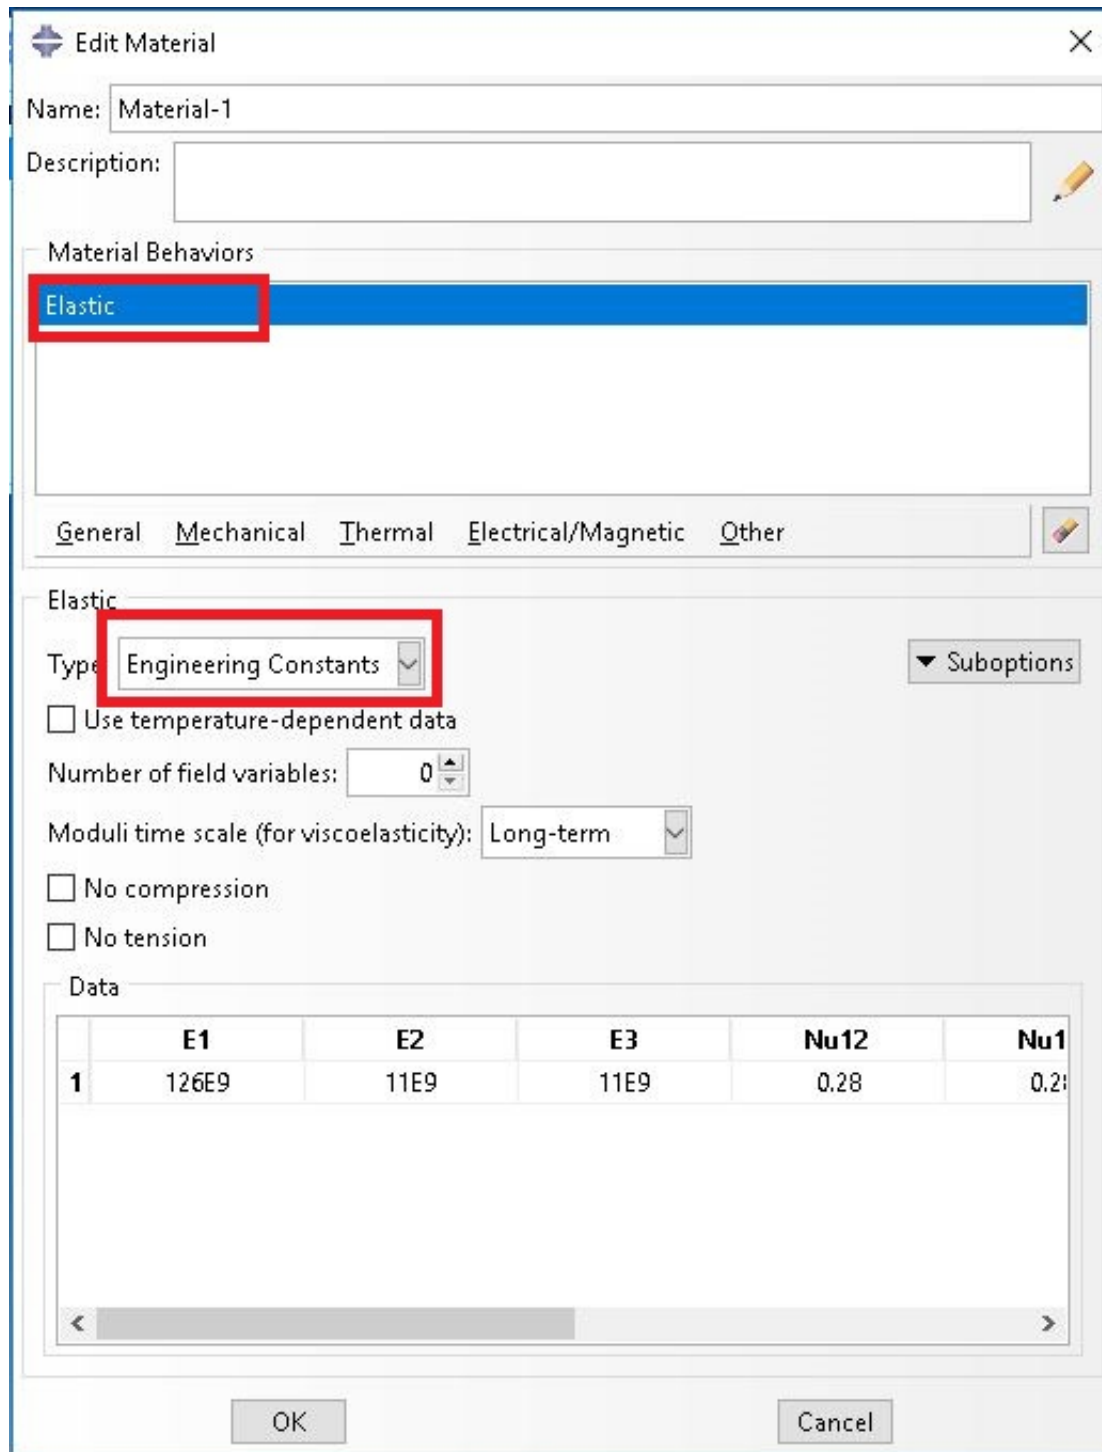 Edit Material
Name: Material-1
Description:
Material Behaviors
Elastic
General Mechanical Thermal Electrical/Magnetic Other
Elastic
Type Engineering Constants Suboptions
Use temperature-dependent data
Number of field variables: 0
Moduli time scale (for viscoelasticity): Long-term
No compression
No tension
Data
E1 E2 E3 Nu12 Nu1
1 126E9 11E9 11E9 0.28
OK Cancel